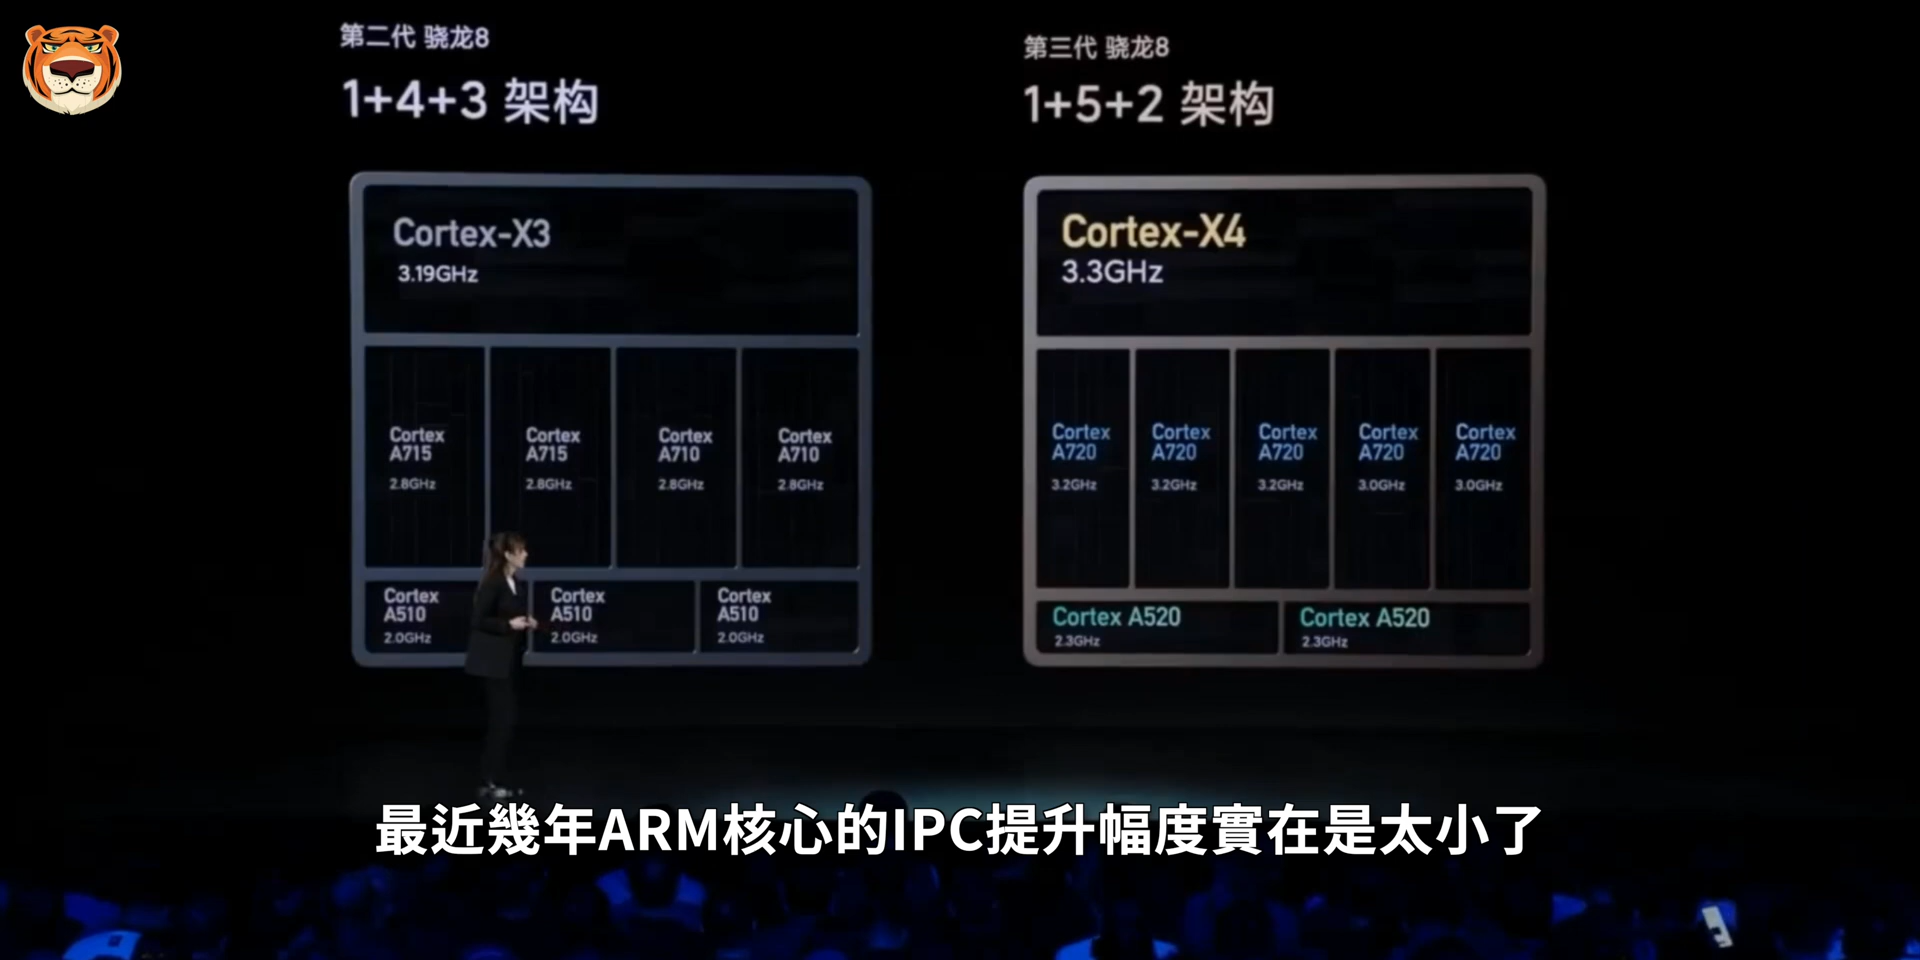 第二代 骁龙8
1+4+3 架构
Cortex-X3
3.19GHz
Cortex
A715
2.8GHz
Cortex
A715
2.8GHz
Cortex
A710
2.8GHz
Cortex
A710
2.8GHz
Cortex
A510
2.0GHz
Cortex
A510
2.0GHz
Cortex
A510
2.0GHz
第三代 骁龙8
1+5+2 架构
Cortex-X4
3.3GHz
Cortex
A720
3.2GHz
Cortex
A720
3.2GHz
Cortex
A720
3.2GHz
Cortex
A720
3.0GHz
Cortex
A720
3.0GHz
Cortex A520
2.3GHz
Cortex A520
2.3GHz
最近幾年ARM核心的IPC提升幅度實在是太小了